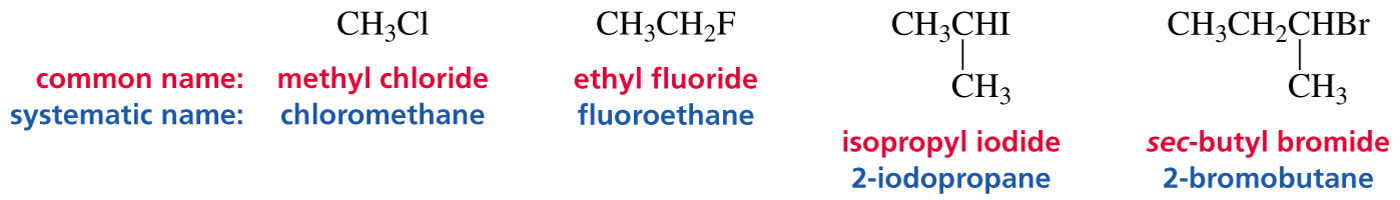 CH₃Cl CH₃CH₂F CH₃CHI CH₃CH₂CHBr
CH₃ CH₃
common name: methyl chloride ethyl fluoride
systematic name: chloromethane fluoroethane
isopropyl iodide sec-butyl bromide
2-iodopropane 2-bromobutane